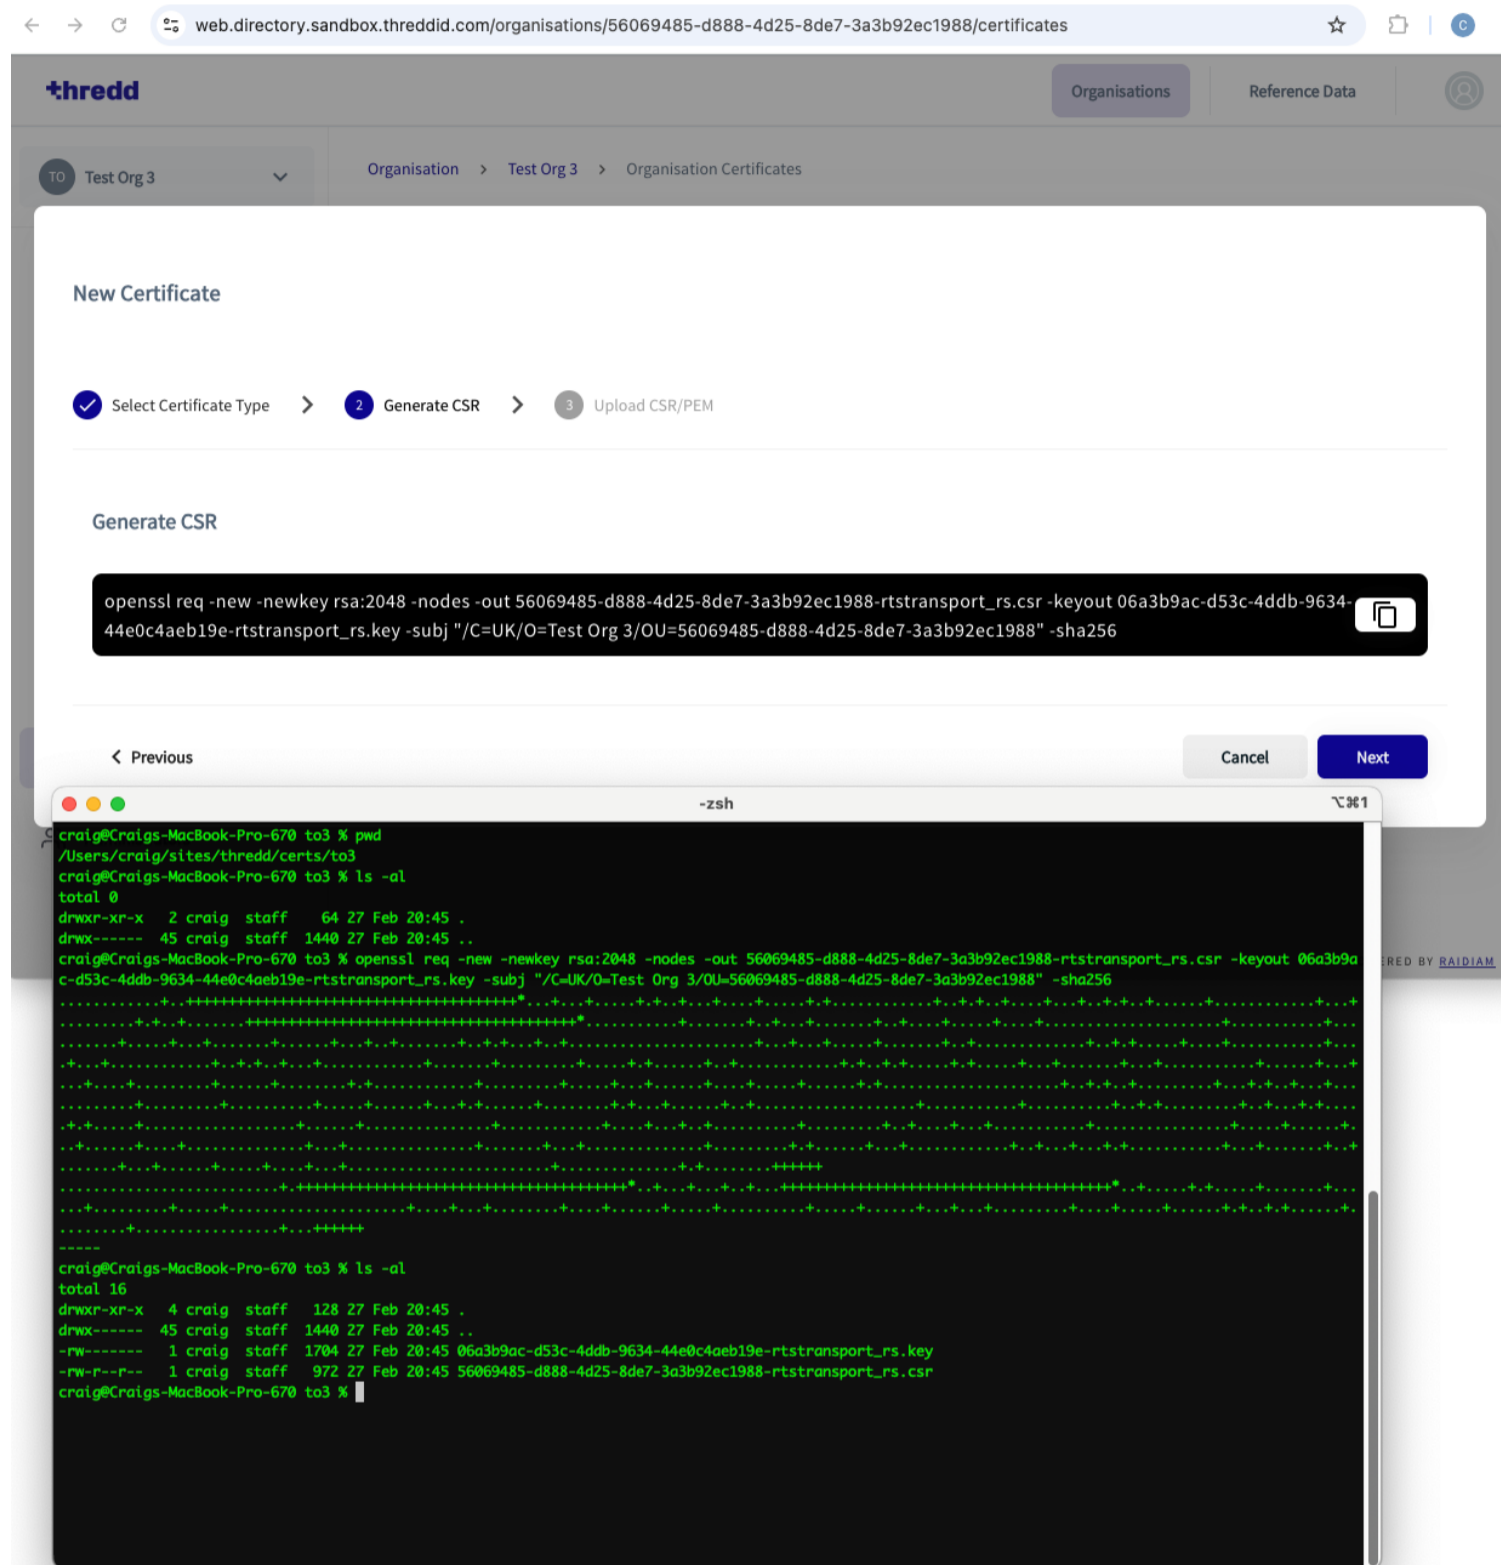 web.directory.sandbox.threddid.com/organisations/56069485-d888-4d25-8de7-3a3b92ec1988/certificates
C
thredd
Organisations
Reference Data
TO
Test Org 3
Organisation > Test Org 3 > Organisation Certificates
New Certificate
Select Certificate Type
2 Generate CSR
3 Upload CSR/PEM
Generate CSR
openssl req -new -newkey rsa:2048 -nodes -out 56069485-d888-4d25-8de7-3a3b92ec1988-rtstransport_rs.csr -keyout 06a3b9ac-d53c-4ddb-9634-
44e0c4aeb19e-rtstransport_rs.key -subj "/C=UK/O=Test Org 3/OU=56069485-d888-4d25-8de7-3a3b92ec1988" -sha256
Previous
Cancel
Next
-zsh
⌥⌘1
craig@Craigs-MacBook-Pro-670 to3 % pwd
/Users/craig/sites/thredd/certs/to3
craig@Craigs-MacBook-Pro-670 to3 % ls -al
total 0
drwxr-xr-x   2 craig  staff    64 27 Feb 20:45 .
drwx------  45 craig  staff  1440 27 Feb 20:45 ..
craig@Craigs-MacBook-Pro-670 to3 % openssl req -new -newkey rsa:2048 -nodes -out 56069485-d888-4d25-8de7-3a3b92ec1988-rtstransport_rs.csr -keyout 06a3b9a
c-d53c-4ddb-9634-44e0c4aeb19e-rtstransport_rs.key -subj "/C=UK/O=Test Org 3/OU=56069485-d888-4d25-8de7-3a3b92ec1988" -sha256
-----
craig@Craigs-MacBook-Pro-670 to3 % ls -al
total 16
drwxr-xr-x   4 craig  staff   128 27 Feb 20:45 .
drwx------  45 craig  staff  1440 27 Feb 20:45 ..
-rw-------   1 craig  staff  1704 27 Feb 20:45 06a3b9ac-d53c-4ddb-9634-44e0c4aeb19e-rtstransport_rs.key
-rw-r--r--   1 craig  staff   972 27 Feb 20:45 56069485-d888-4d25-8de7-3a3b92ec1988-rtstransport_rs.csr
craig@Craigs-MacBook-Pro-670 to3 %
ERED BY RAIDIAM